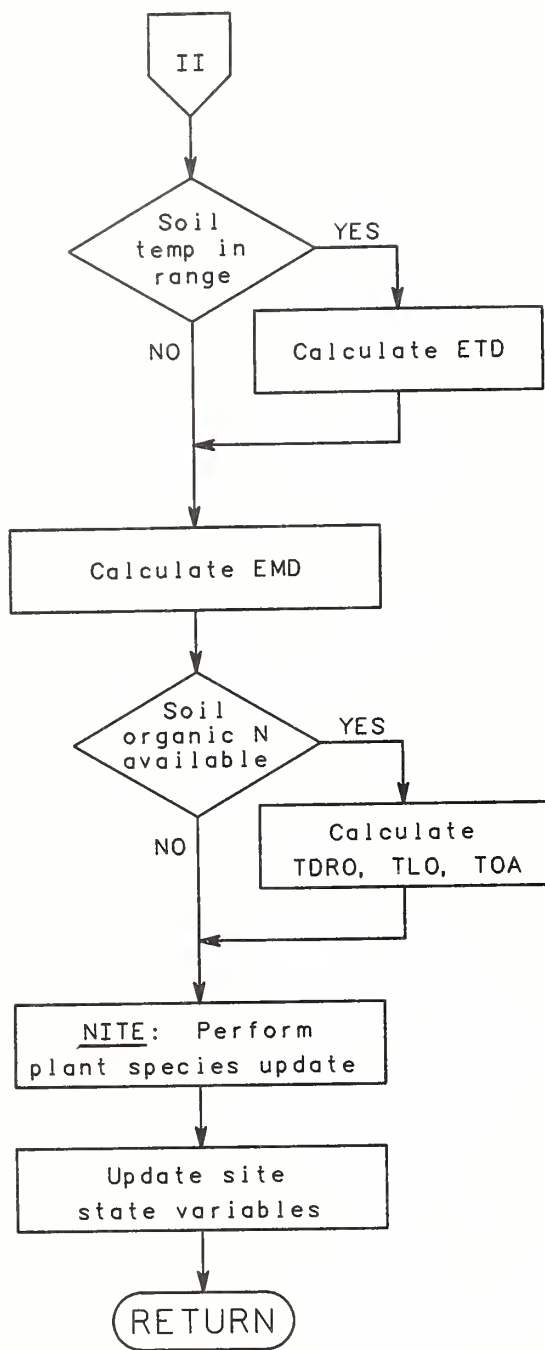 II
Soil
temp in
range
YES
Calculate ETD
NO
Calculate EMD
Soil
organic N
available
YES
Calculate
TDRO, TLO, TOA
NO
NITE: Perform
plant species update
Update site
state variables
RETURN